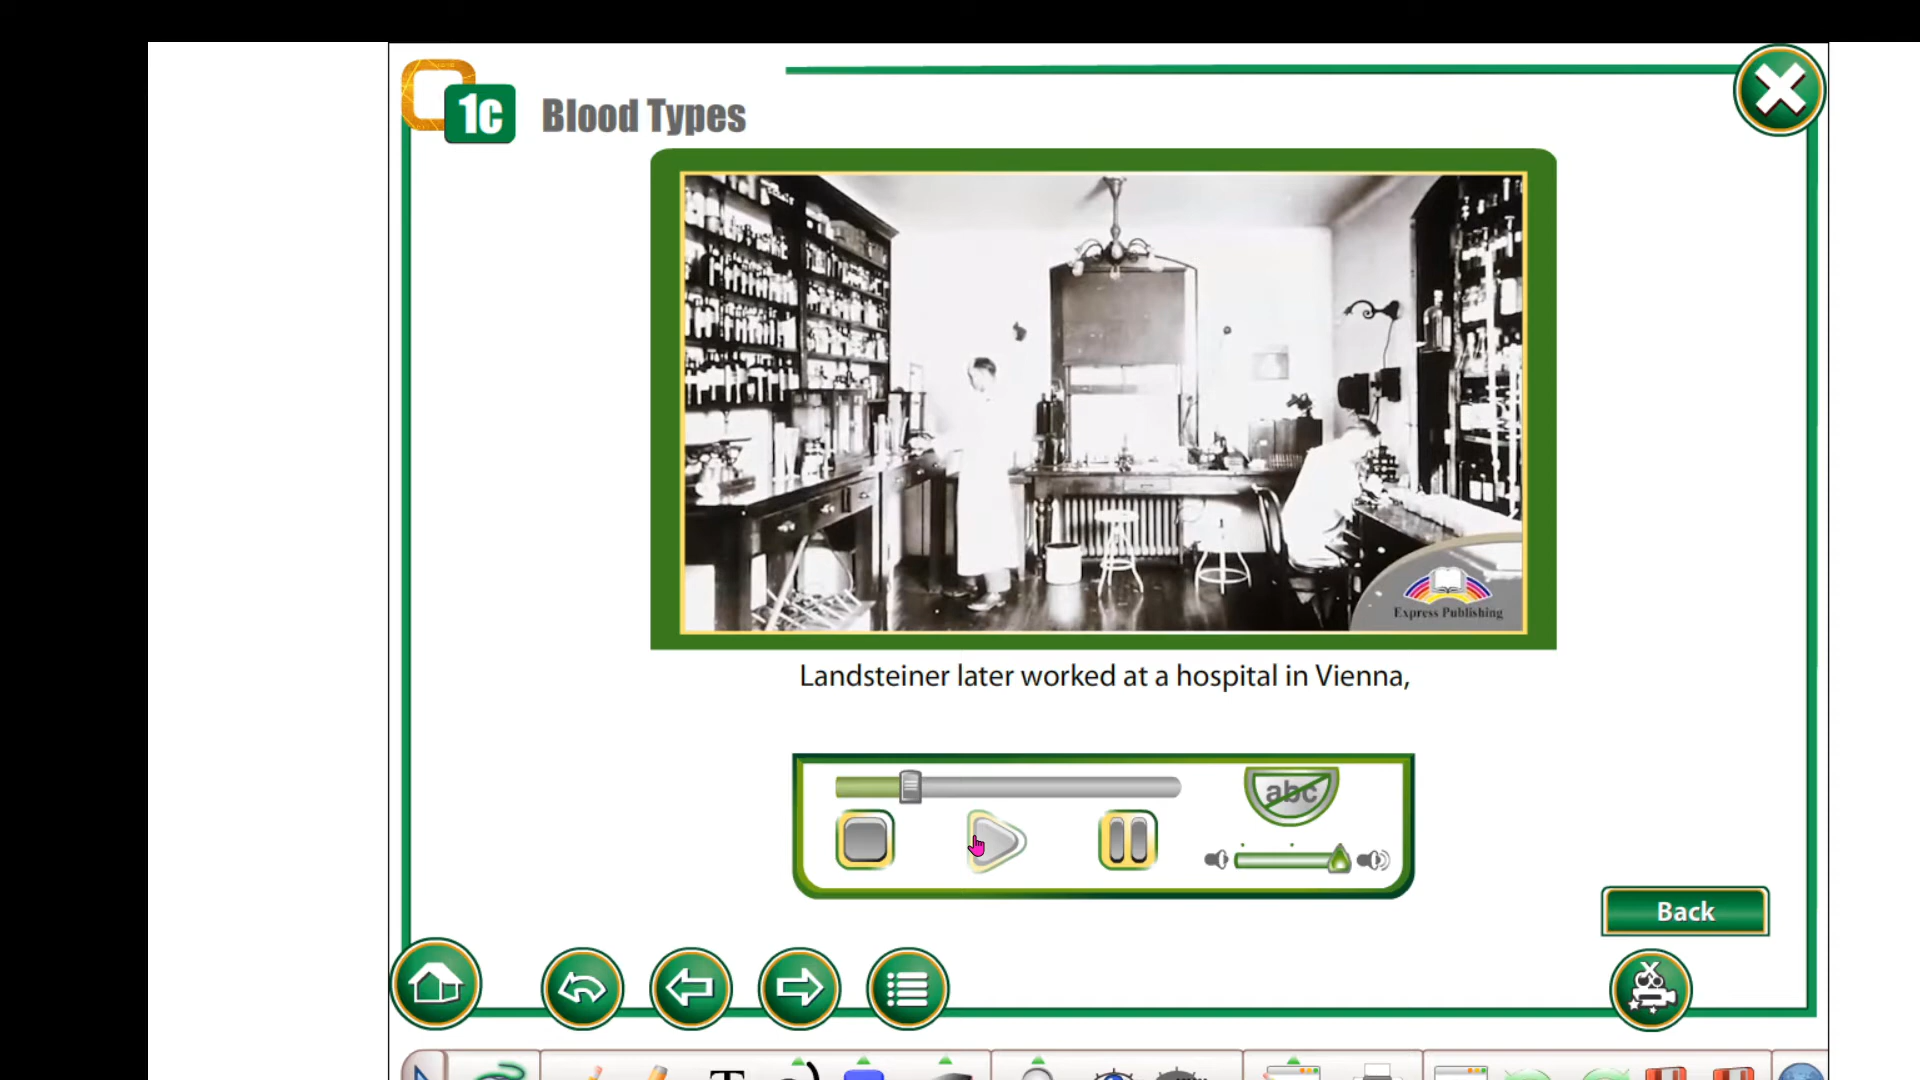 1c
Blood Types
Express Publishing
Landsteiner later worked at a hospital in Vienna,
abc
Back
T